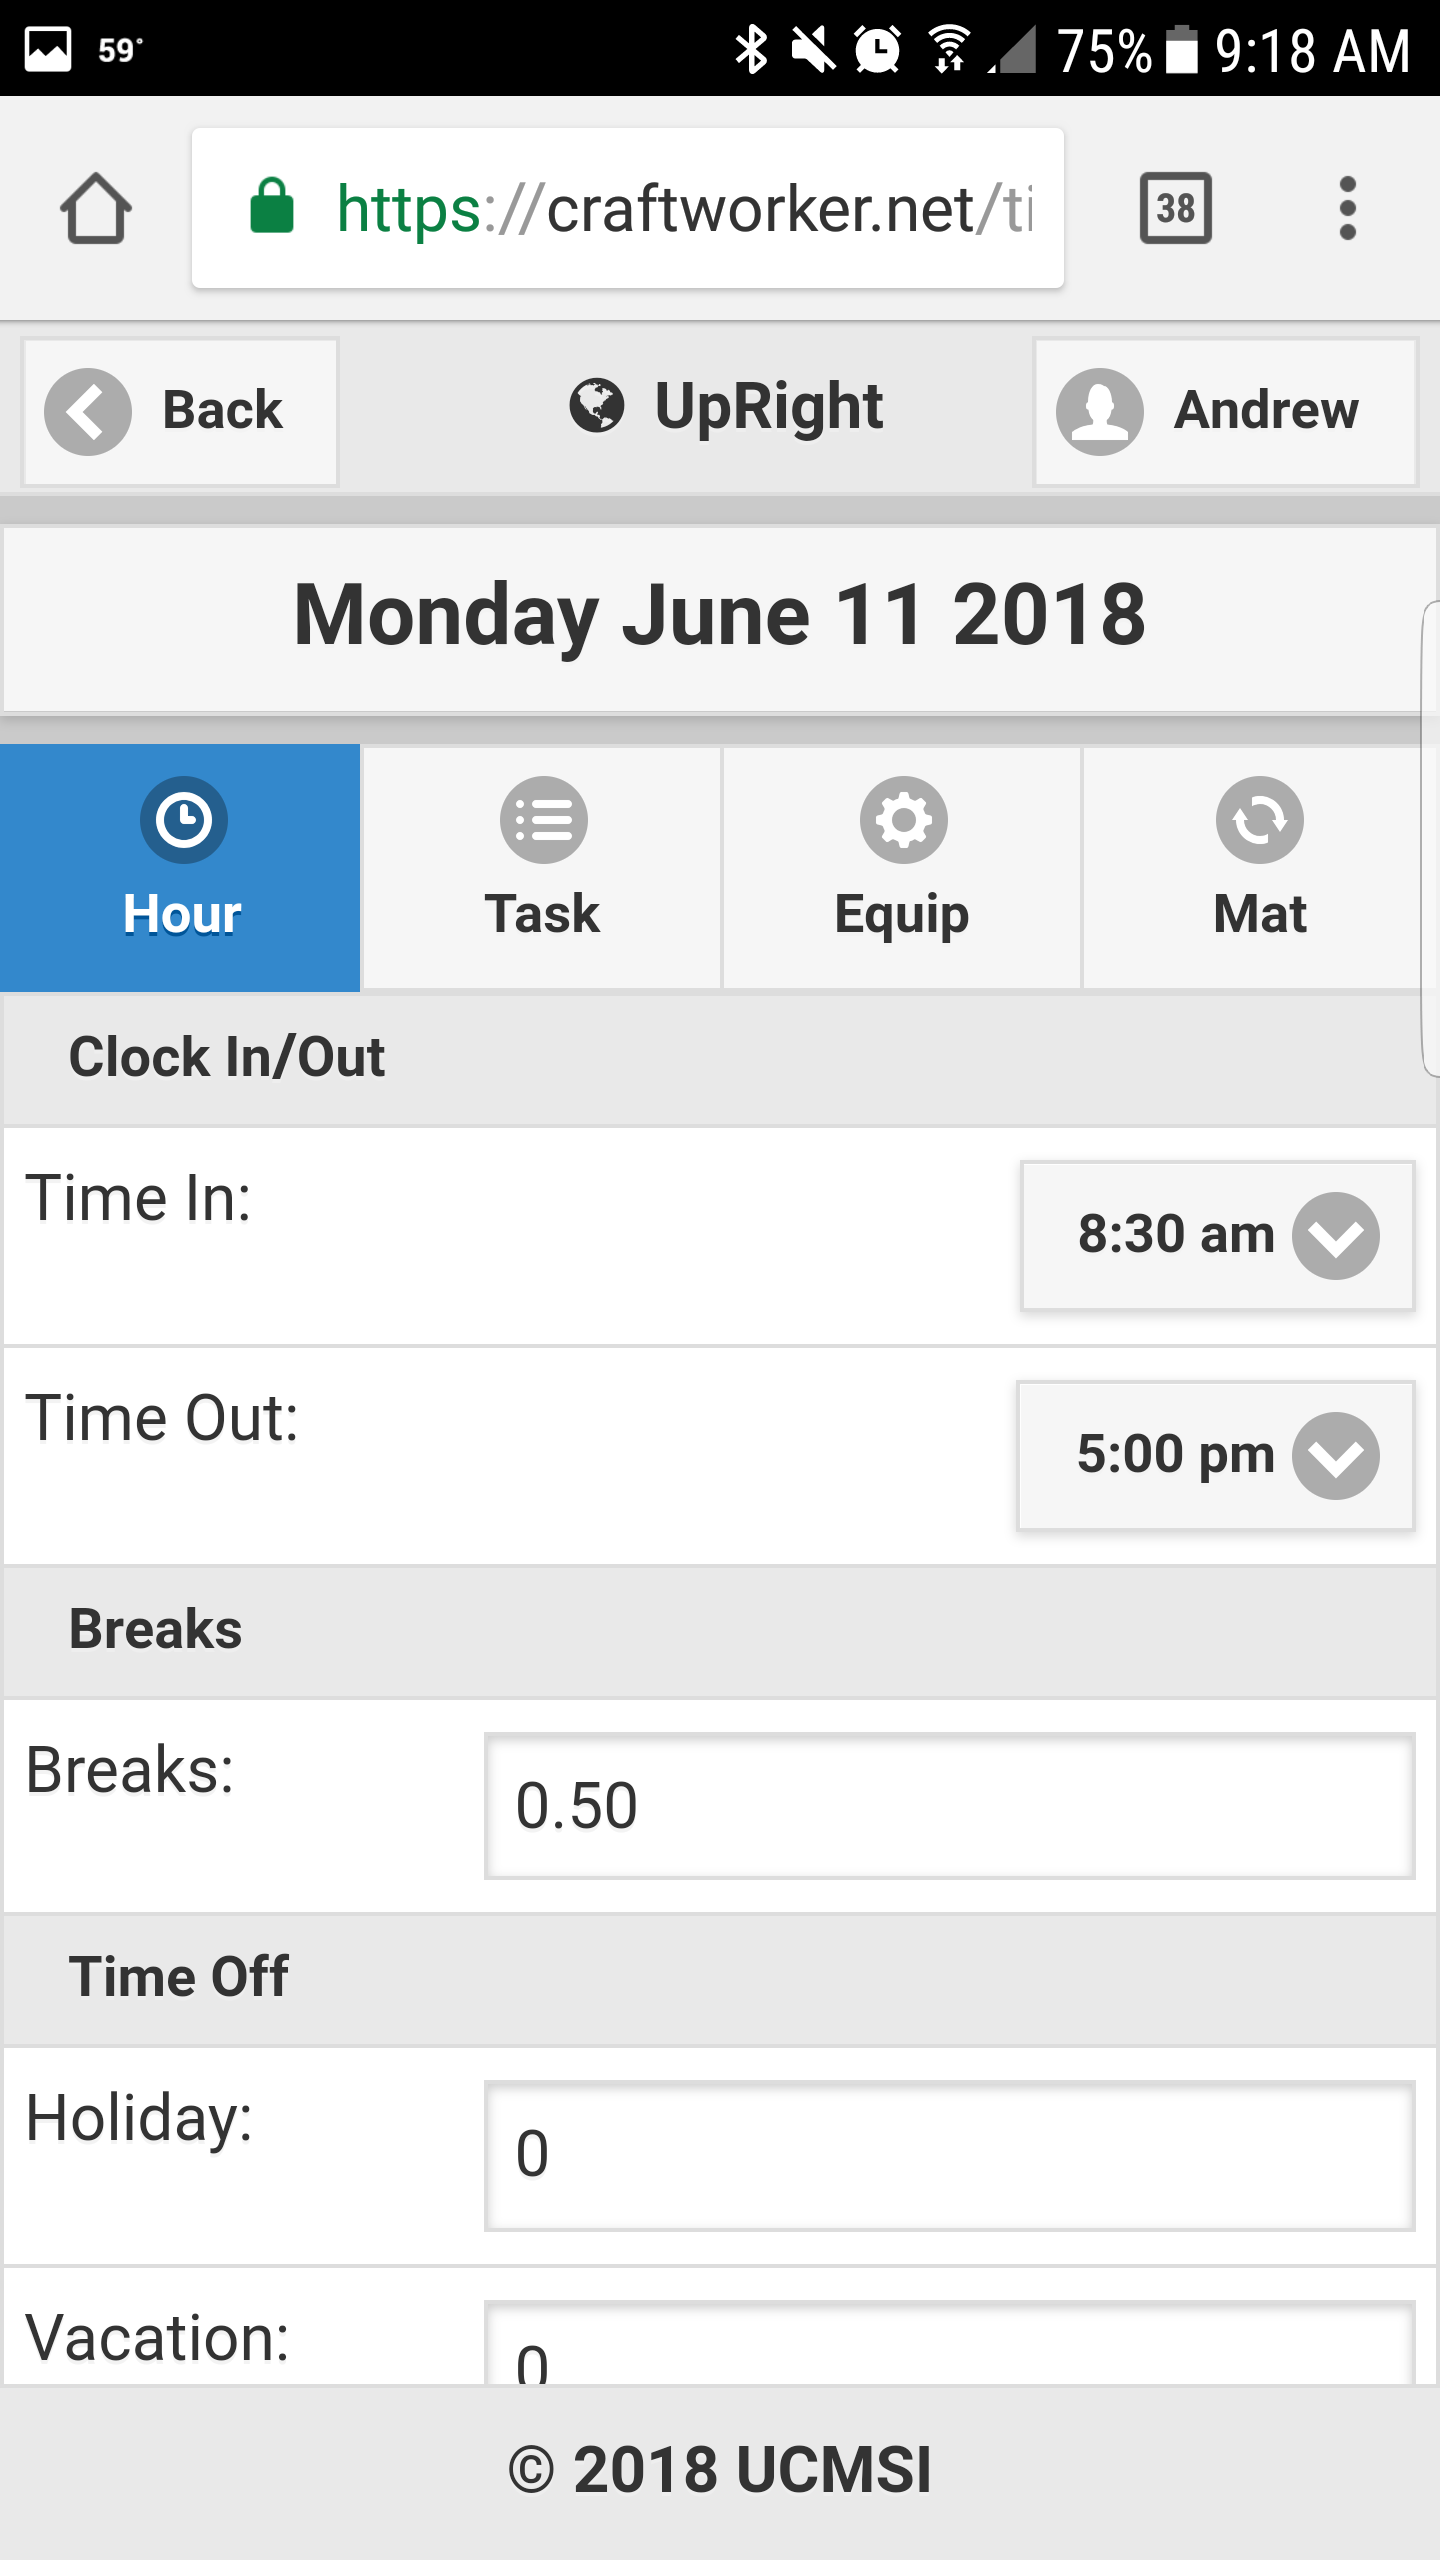 59° 75% 9:18 AM
https://craftworker.net/ti 38
Back UpRight Andrew
Monday June 11 2018
Hour Task Equip Mat
Clock In/Out
Time In: 8:30 am
Time Out: 5:00 pm
Breaks
Breaks: 0.50
Time Off
Holiday: 0
Vacation: 0
© 2018 UCMSI